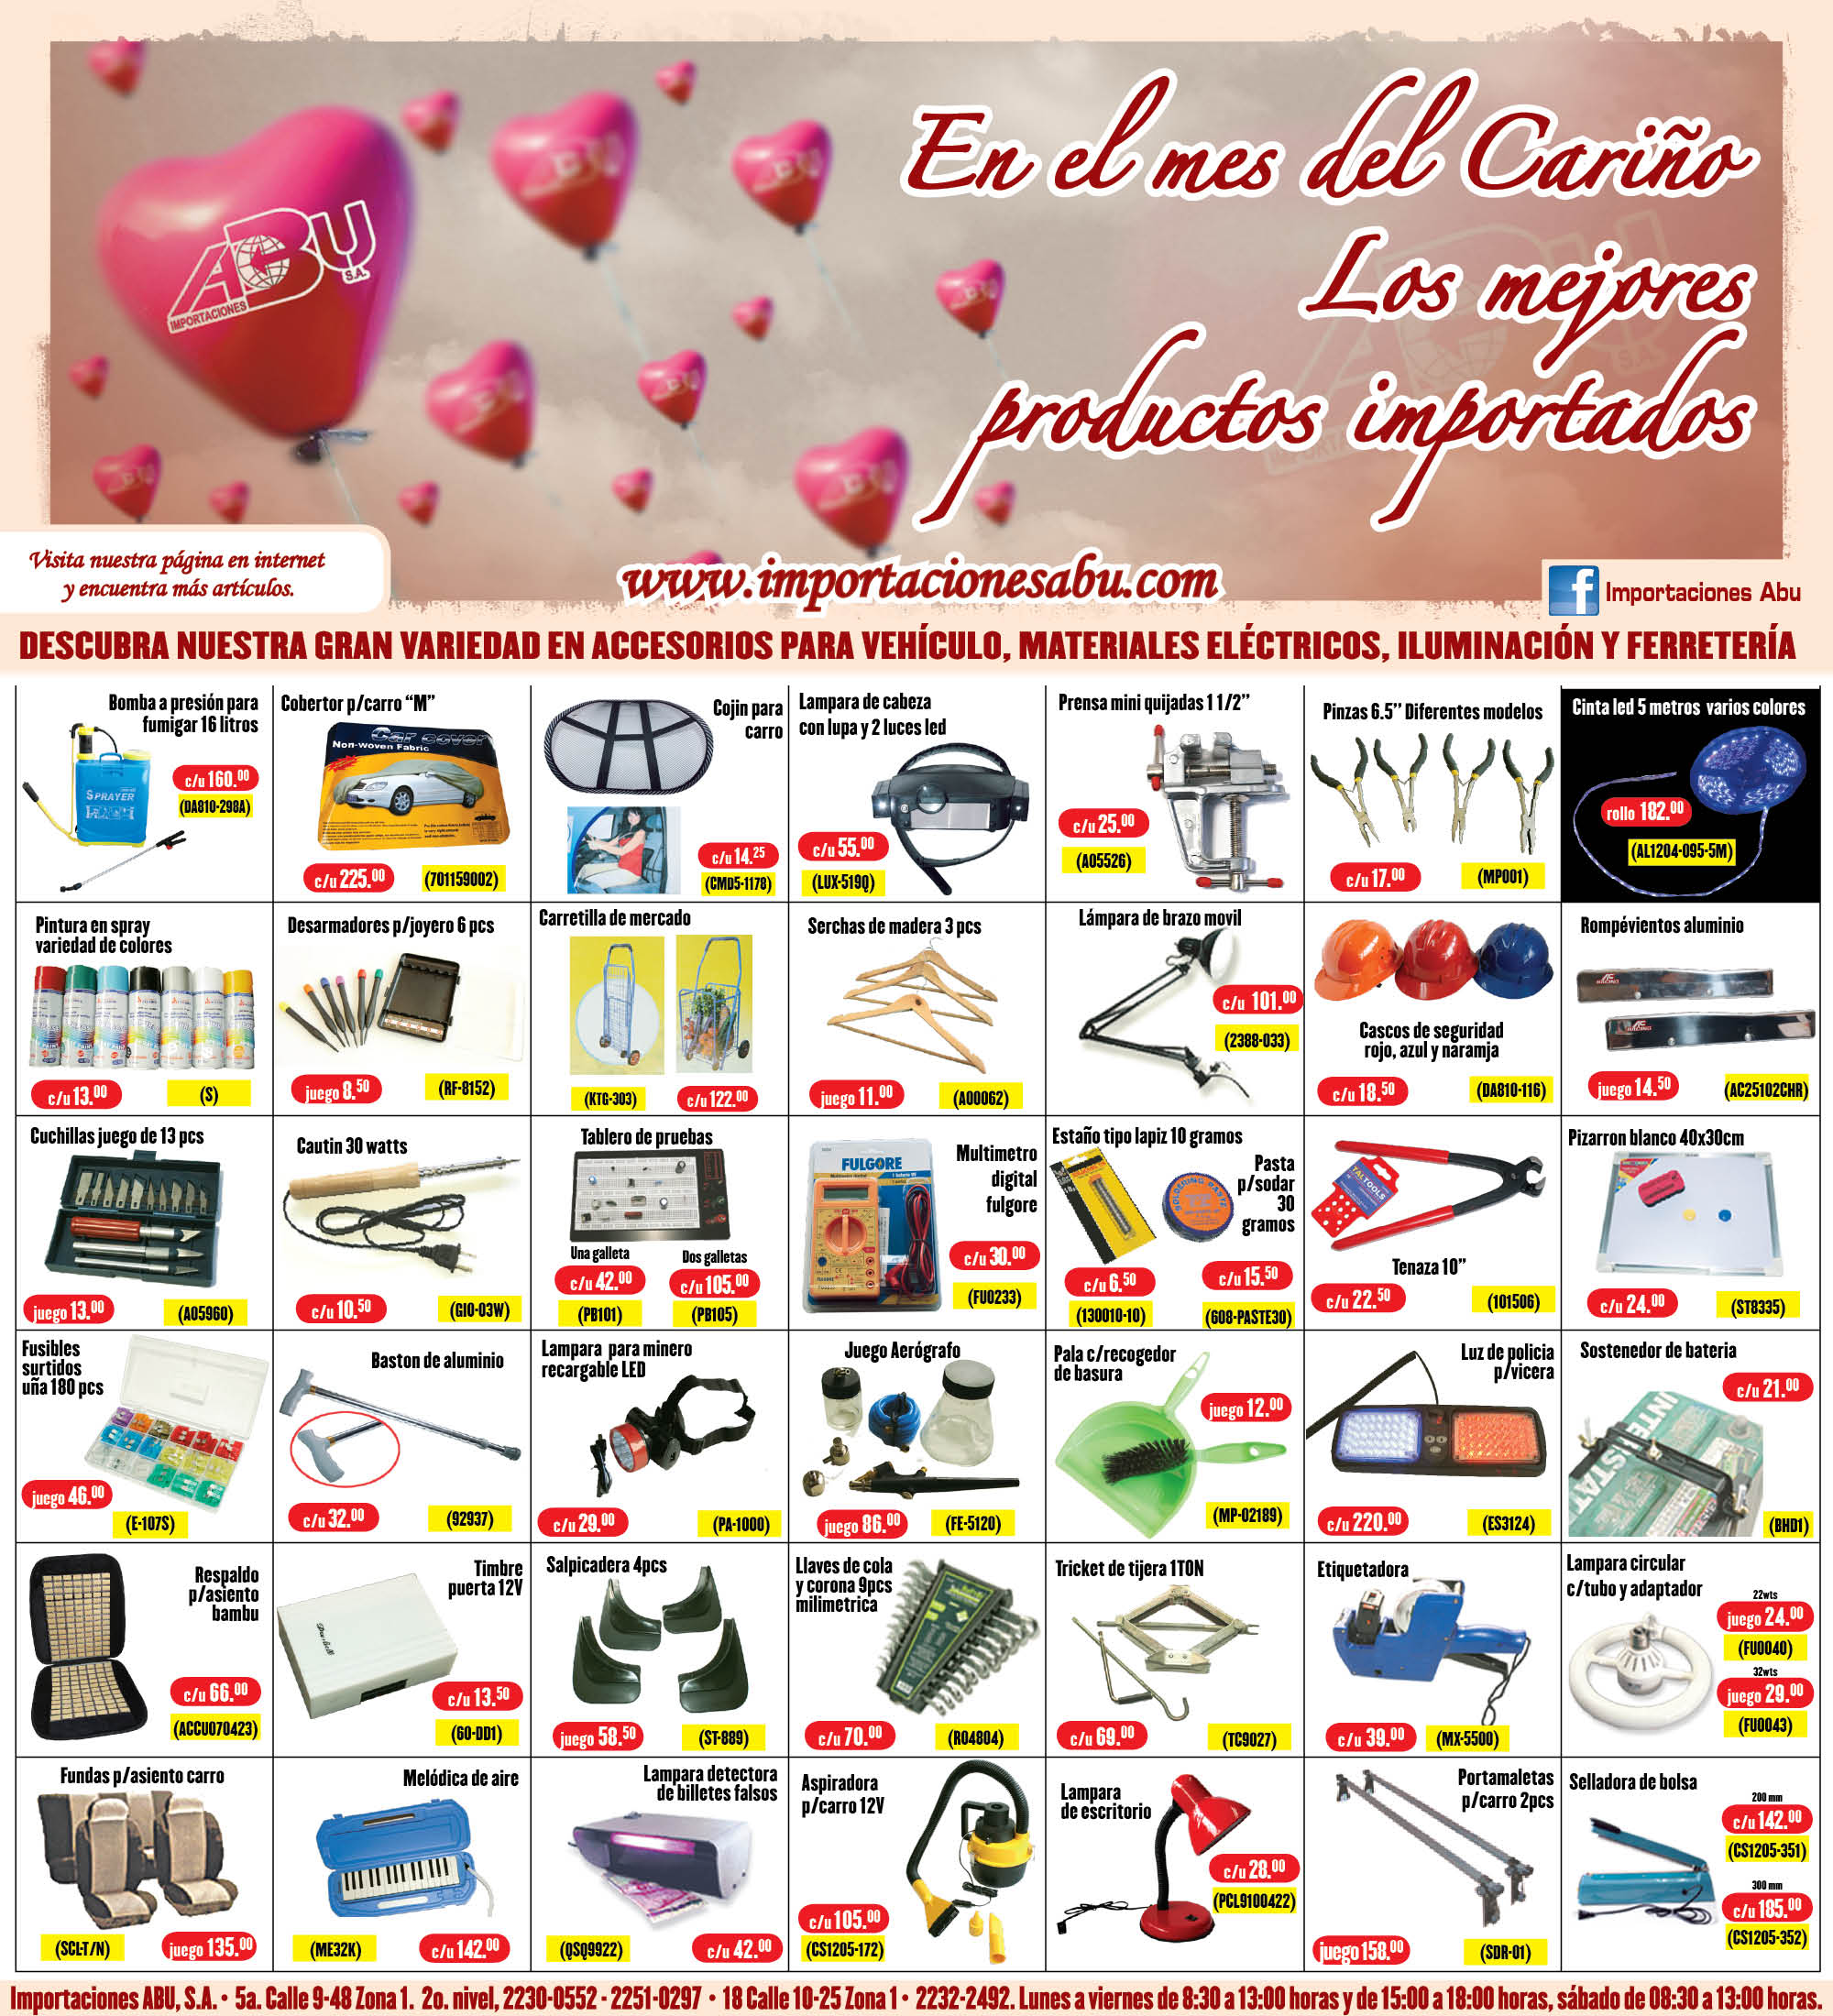 En el mes del Cariño
Los mejores
productos importados
ABU
S.A.
IMPORTACIONES
Visita nuestra página en internet
y encuentra más artículos.
www.importacionesabu.com
Importaciones Abu
DESCUBRA NUESTRA GRAN VARIEDAD EN ACCESORIOS PARA VEHÍCULO, MATERIALES ELÉCTRICOS, ILUMINACIÓN Y FERRETERÍA
Bomba a presión para
fumigar 16 litros
SPRAYER
c/u 160.00
(DA810-298A)
Cobertor p/carro “M”
Car cover
Non-woven Fabric
c/u 225.00
(701159002)
Cojin para
carro
c/u 14.25
(CMD5-1178)
Lampara de cabeza
con lupa y 2 luces led
c/u 55.00
(LUX-519Q)
Prensa mini quijadas 1 1/2”
c/u 25.00
(A05526)
Pinzas 6.5” Diferentes modelos
c/u 17.00
(MP001)
Cinta led 5 metros varios colores
rollo 182.00
(AL1204-095-5M)
Pintura en spray
variedad de colores
c/u 13.00
(S)
Desarmadores p/joyero 6 pcs
juego 8.50
(RF-8152)
Carretilla de mercado
(KTG-303)
c/u 122.00
Serchas de madera 3 pcs
juego 11.00
(A00062)
Lámpara de brazo movil
c/u 101.00
(2388-033)
Cascos de seguridad
rojo, azul y naramja
c/u 18.50
(DA810-116)
Rompévientos aluminio
RACING
RACING
juego 14.50
(AC25102CHR)
Cuchillas juego de 13 pcs
juego 13.00
(A05960)
Cautin 30 watts
c/u 10.50
(GIO-03W)
Tablero de pruebas
Una galleta
Dos galletas
c/u 42.00
c/u 105.00
(PB101)
(PB105)
Multimetro
digital
fulgore
FULGORE
c/u 30.00
(FU0233)
Estaño tipo lapiz 10 gramos
Pasta
p/sodar
30
gramos
SOLDERING PASTE
c/u 6.50
c/u 15.50
(130010-10)
(608-PASTE30)
TALTOOLS
Tenaza 10”
c/u 22.50
(101506)
Pizarron blanco 40x30cm
c/u 24.00
(ST8335)
Fusibles
surtidos
uña 180 pcs
juego 46.00
(E-107S)
Baston de aluminio
c/u 32.00
(92937)
Lampara para minero
recargable LED
c/u 29.00
(PA-1000)
Juego Aerógrafo
juego 86.00
(FE-5120)
Pala c/recogedor
de basura
juego 12.00
(MP-02189)
Luz de policia
p/vicera
c/u 220.00
(ES3124)
Sostenedor de bateria
c/u 21.00
INTERSTATE
(BHD1)
Respaldo
p/asiento
bambu
c/u 66.00
(ACCU070423)
Timbre
puerta 12V
c/u 13.50
(60-DD1)
Salpicadera 4pcs
juego 58.50
(ST-889)
Llaves de cola
y corona 9pcs
milimetrica
c/u 70.00
(R04804)
Tricket de tijera 1TON
c/u 69.00
(TC9027)
Etiquetadora
c/u 39.00
(MX-5500)
Lampara circular
c/tubo y adaptador
22wts
juego 24.00
(FU0040)
32wts
juego 29.00
(FU0043)
Fundas p/asiento carro
(SCL-T/N)
juego 135.00
Melódica de aire
(ME32K)
c/u 142.00
Lampara detectora
de billetes falsos
(QSQ9922)
c/u 42.00
Aspiradora
p/carro 12V
c/u 105.00
(CS1205-172)
Lampara
de escritorio
c/u 28.00
(PCL9100422)
Portamaletas
p/carro 2pcs
juego 158.00
(SDR-01)
Selladora de bolsa
200 mm
c/u 142.00
(CS1205-351)
300 mm
c/u 185.00
(CS1205-352)
Importaciones ABU, S.A. • 5a. Calle 9-48 Zona 1. 2o. nivel, 2230-0552 - 2251-0297 • 18 Calle 10-25 Zona 1 • 2232-2492. Lunes a viernes de 8:30 a 13:00 horas y de 15:00 a 18:00 horas, sábado de 08:30 a 13:00 horas.